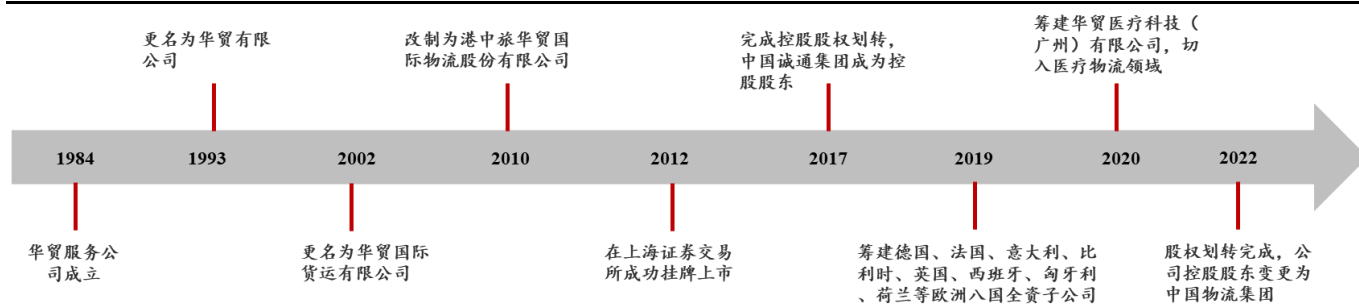 更名为华贸有限
公司
改制为港中旅华贸国
际物流股份有限公司
完成控股股权划转，
中国诚通集团成为控
股股东
筹建华贸医疗科技（
广州）有限公司，切
入医疗物流领域
1984 1993 2002 2010 2012 2017 2019 2020 2022
华贸服务公
司成立
更名为华贸国际
货运有限公司
在上海证券交易
所成功挂牌上市
筹建德国、法国、意大利、比
利时、英国、西班牙、匈牙利
、荷兰等欧洲八国全资子公司
股权划转完成，公
司控股股东变更为
中国物流集团